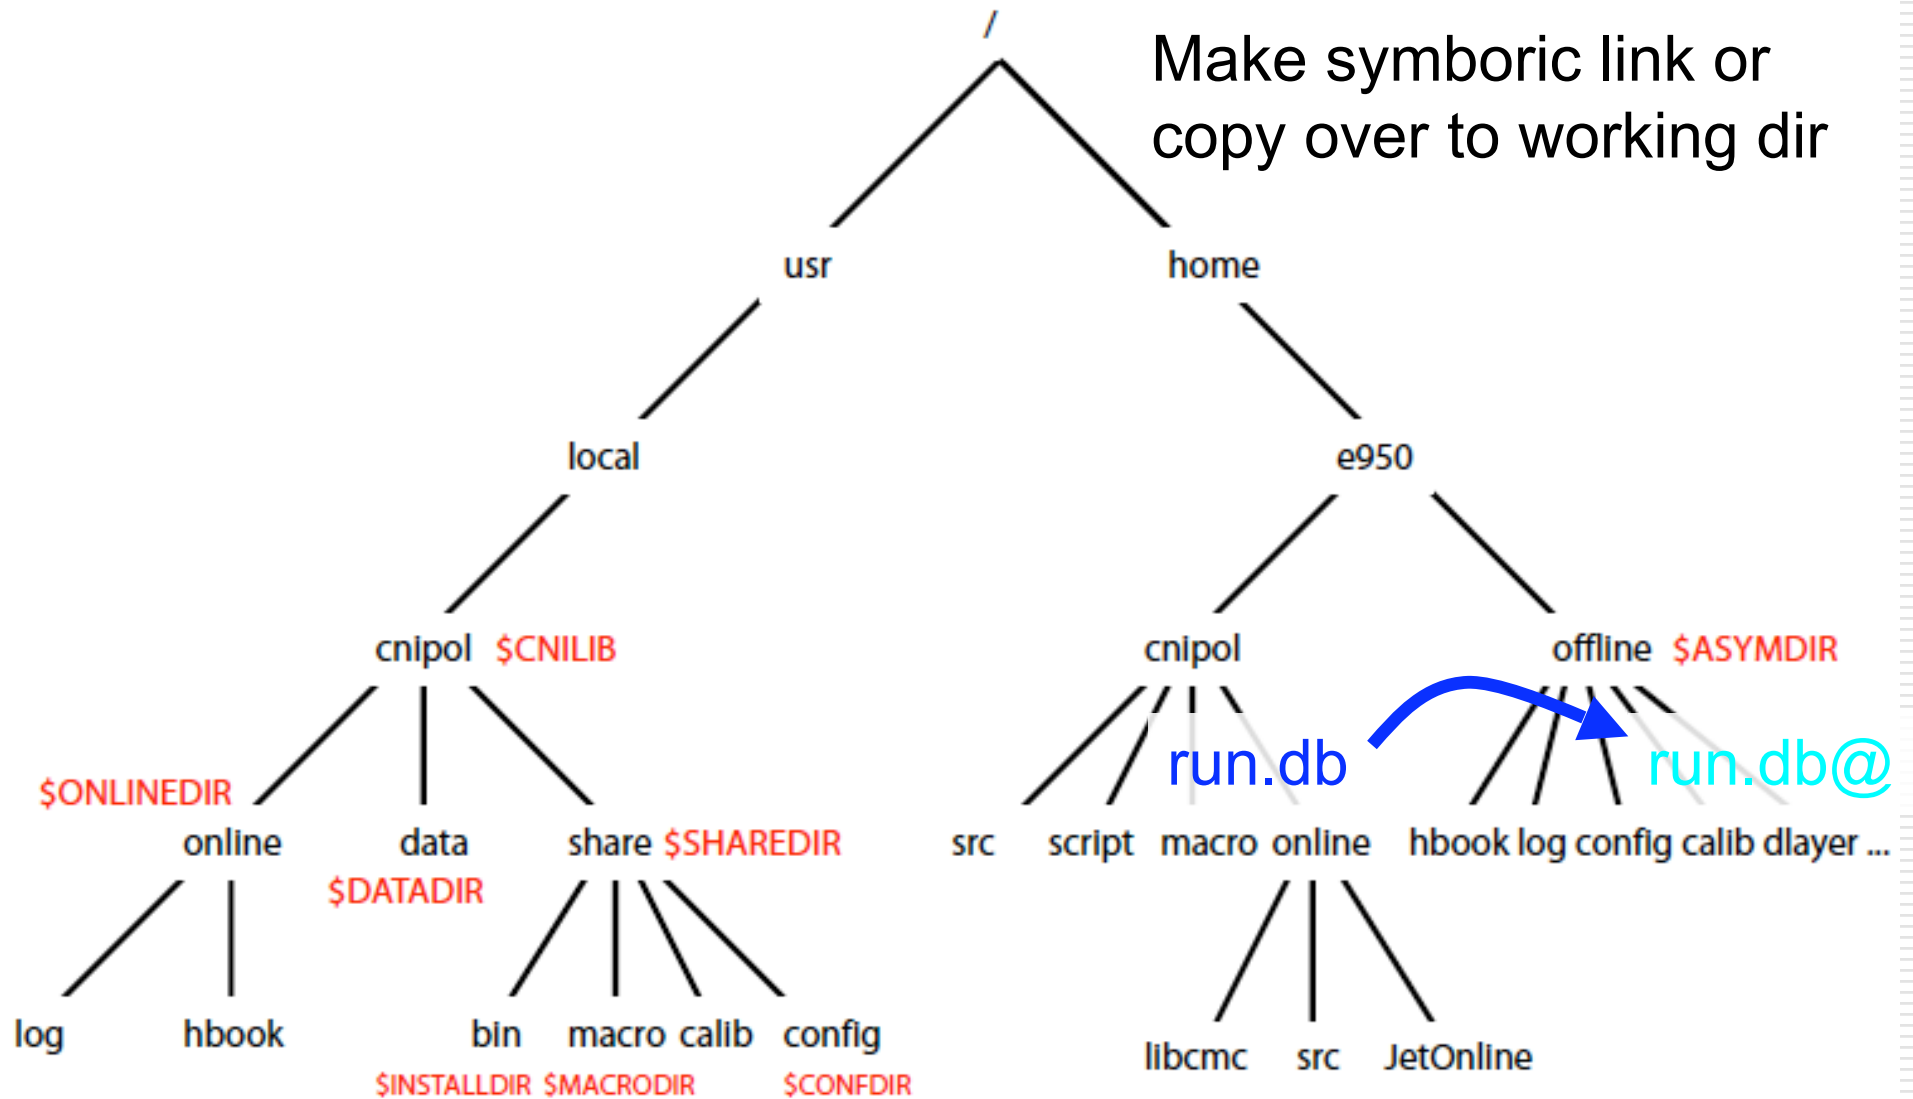 /
Make symboric link or
copy over to working dir
usr home
local e950
cnipol $CNILIB cnipol offline $ASYMDIR
run.db run.db@
$ONLINEDIR
online data share $SHAREDIR src script macro online hbook log config calib dlayer ...
$DATADIR
log hbook bin macro calib config libcmc src JetOnline
$INSTALLDIR $MACRODIR $CONFDIR